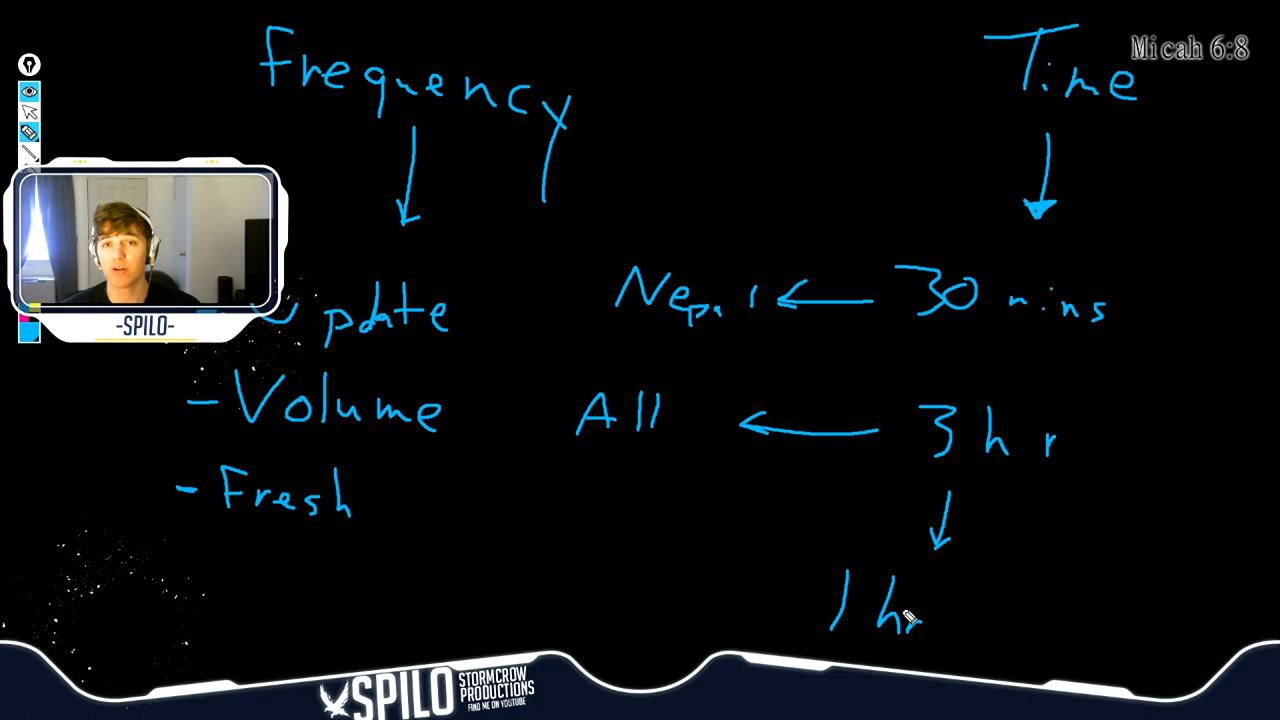 Frequency
Time
Micah 6:8
Update
Nepal ← 30 mins
- Volume
All ← 3 hr
- Fresh
1 hr
-SPILO-
SPILO
STORMCROW
PRODUCTIONS
FIND ME ON YOUTUBE